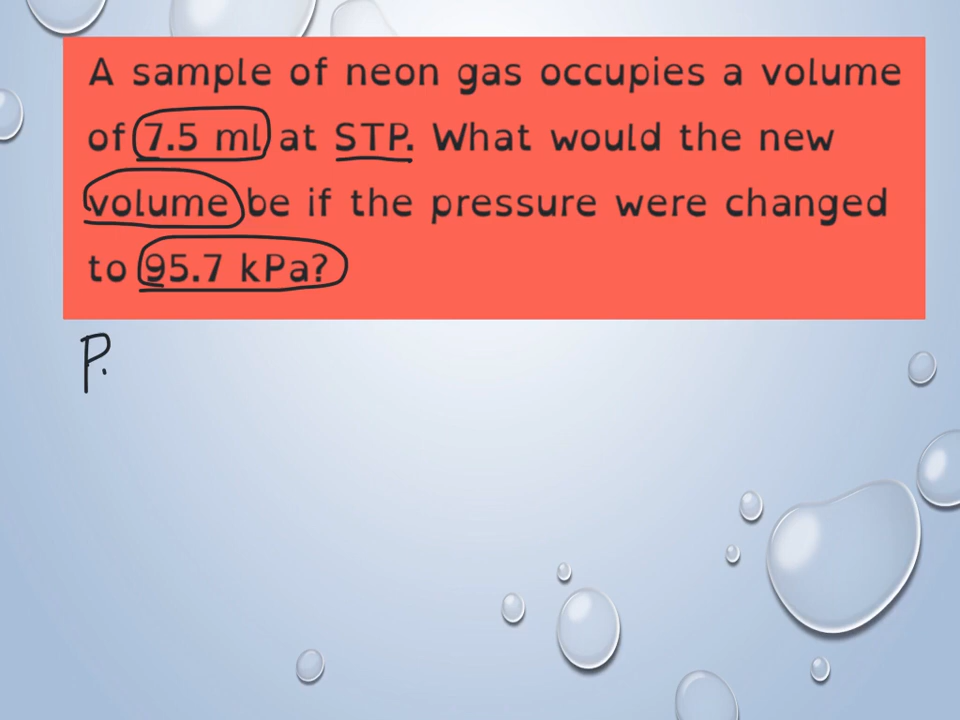 A sample of neon gas occupies a volume
of 7.5 ml at STP. What would the new
volume be if the pressure were changed
to 95.7 kPa?
P.